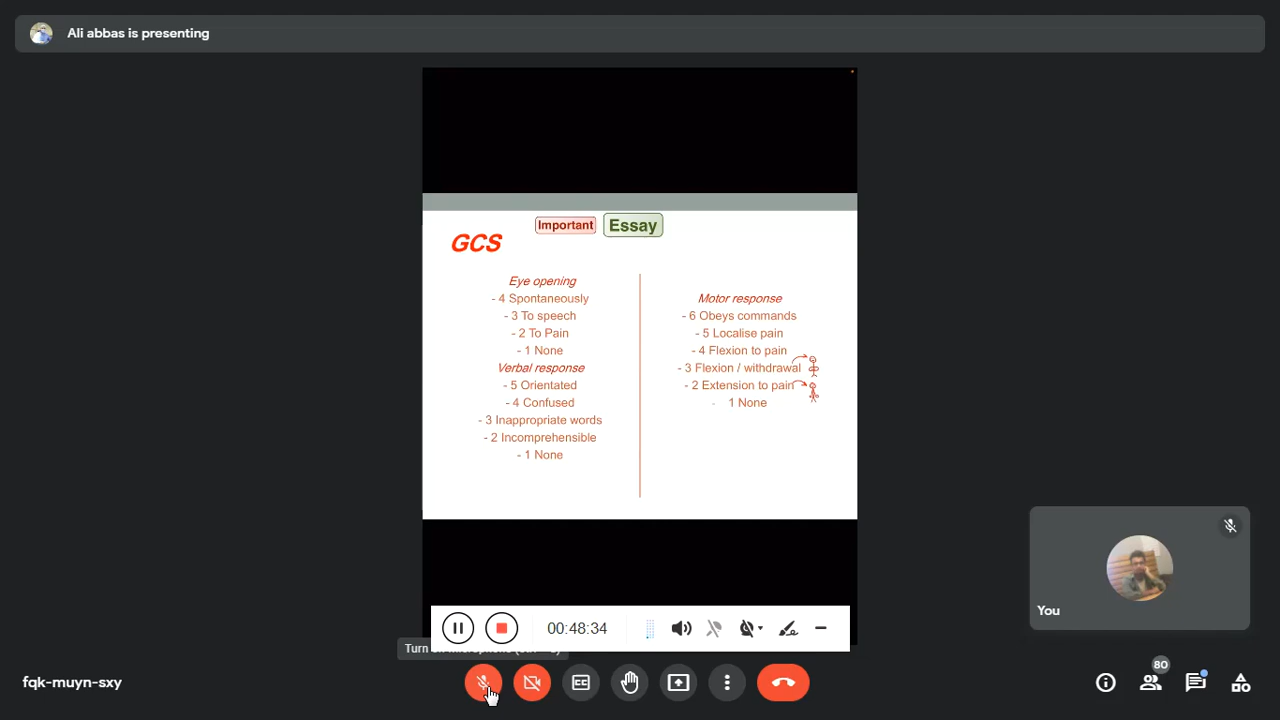 Ali abbas is presenting
Important Essay
GCS
Eye opening
- 4 Spontaneously
- 3 To speech
- 2 To Pain
- 1 None
Verbal response
- 5 Orientated
- 4 Confused
- 3 Inappropriate words
- 2 Incomprehensible
- 1 None
Motor response
- 6 Obeys commands
- 5 Localise pain
- 4 Flexion to pain
- 3 Flexion / withdrawal
- 2 Extension to pain
- 1 None
You
00:48:34
fqk-muyn-sxy
80